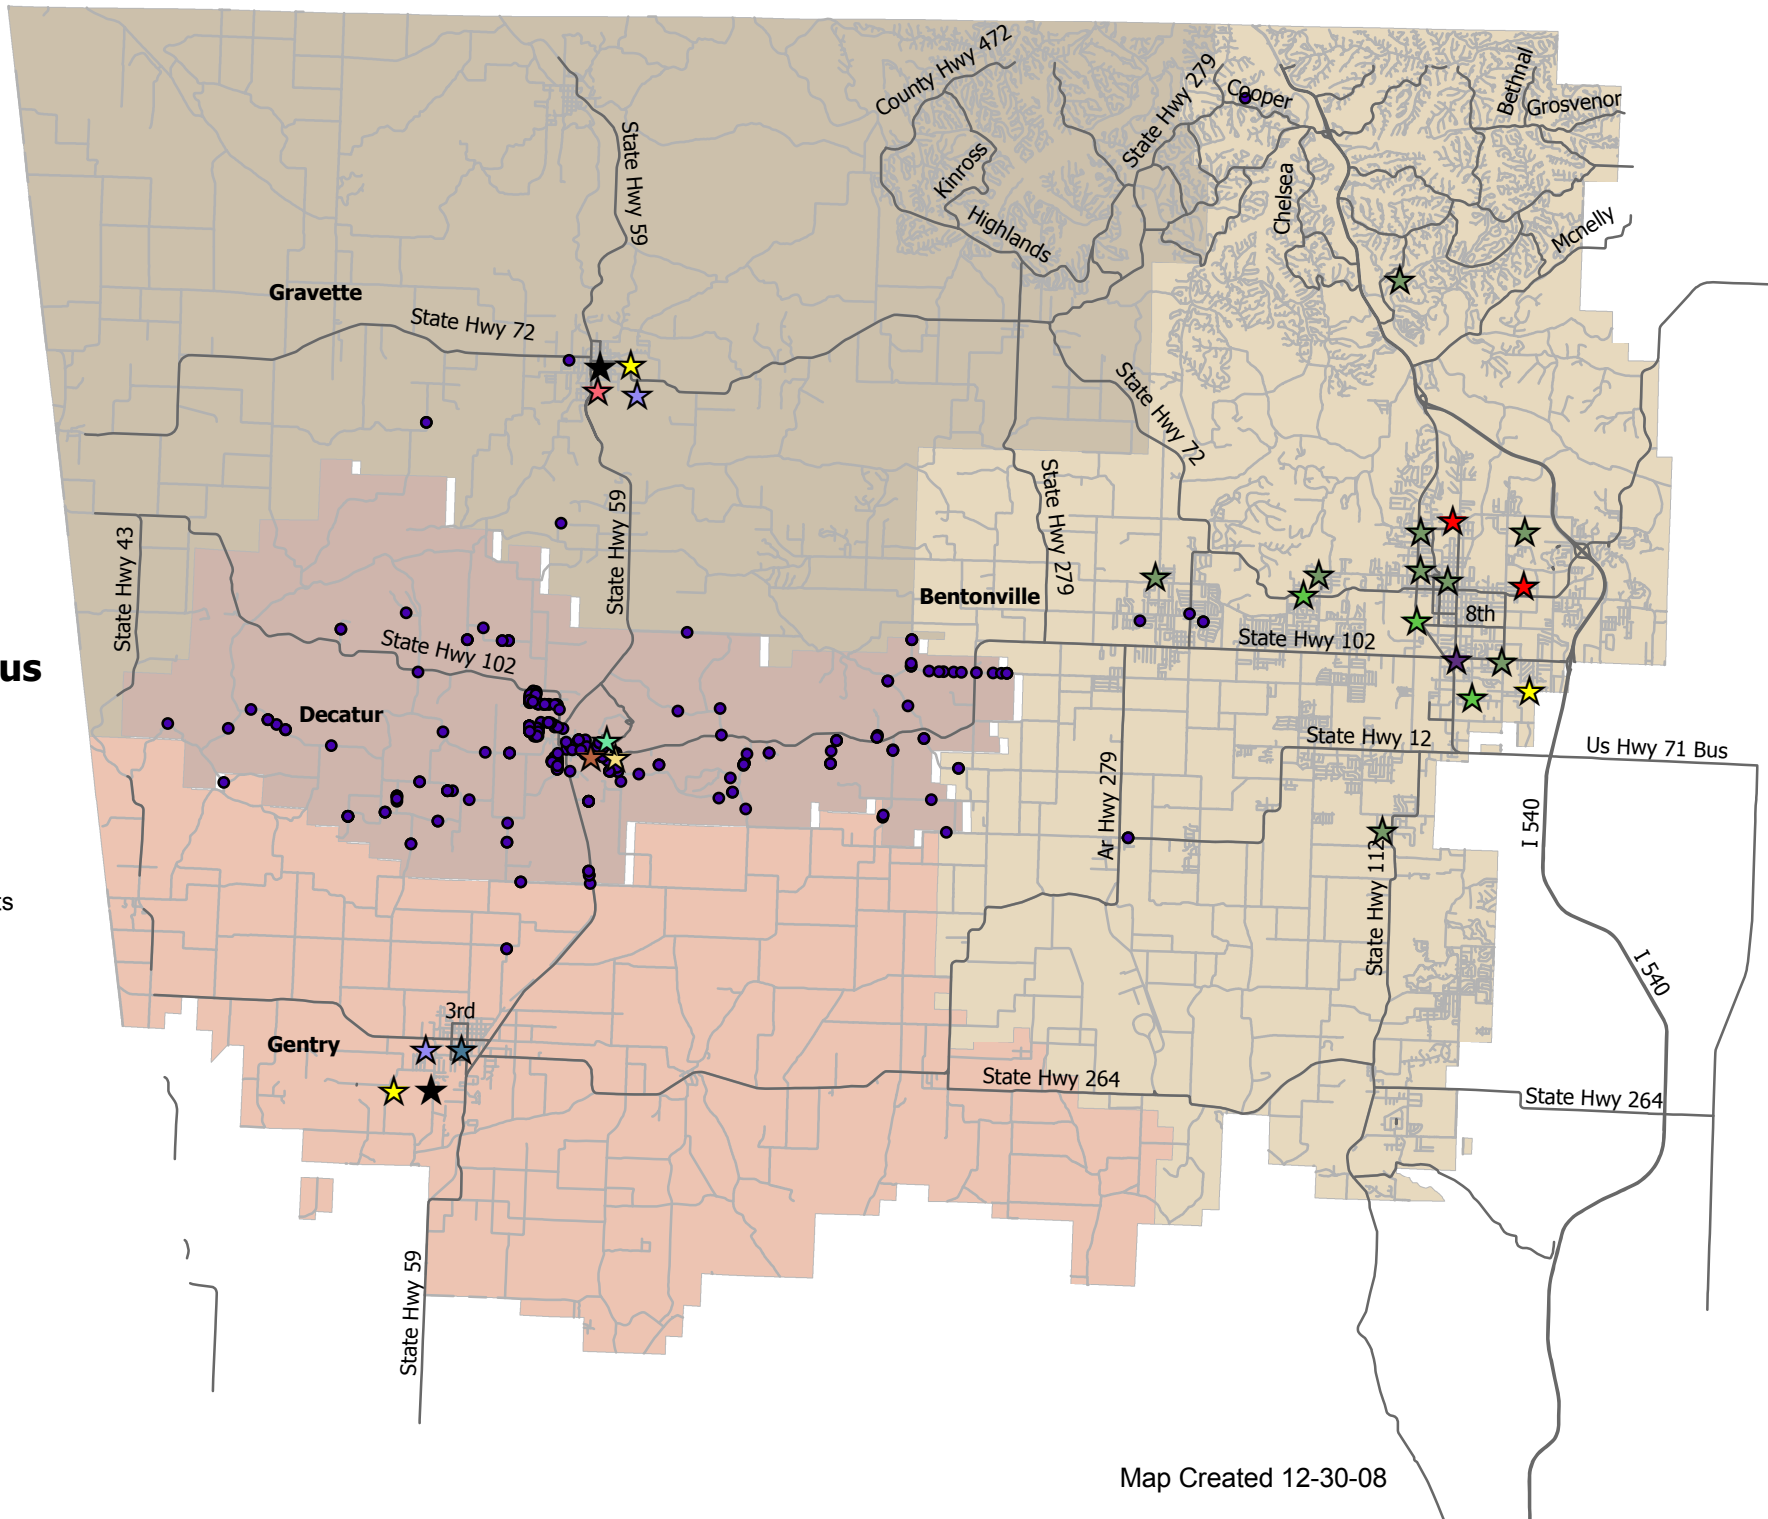 County Hwy 472
State Hwy 279
Cooper
Bethnal
Grosvenor
Kinross
Highlands
Chelsea
Mcnelly
State Hwy 59
Gravette
State Hwy 72
State Hwy 72
State Hwy 279
State Hwy 59
State Hwy 43
Bentonville
8th
State Hwy 102
State Hwy 102
us
Decatur
State Hwy 12
Us Hwy 71 Bus
Ar Hwy 279
I 540
State Hwy 112
ts
I 540
3rd
Gentry
State Hwy 264
State Hwy 264
State Hwy 59
Map Created 12-30-08